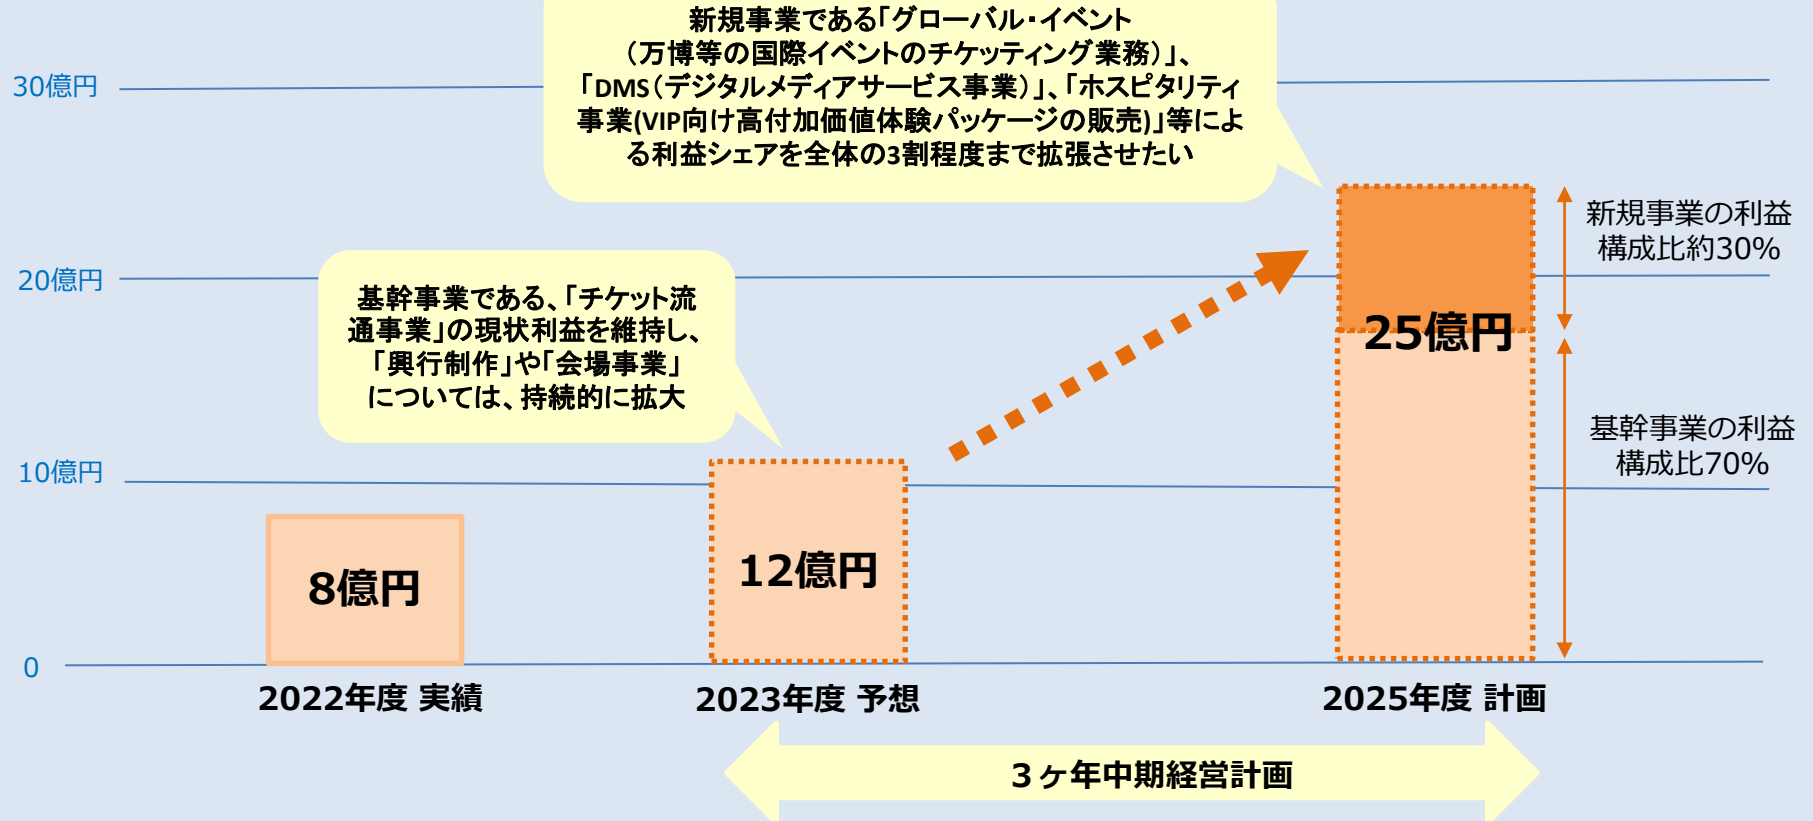 新規事業である「グローバル・イベント
（万博等の国際イベントのチケッティング業務）」、
「DMS（デジタルメディアサービス事業）」、「ホスピタリティ
事業(VIP向け高付加価値体験パッケージの販売)」等によ
る利益シェアを全体の3割程度まで拡張させたい
30億円
新規事業の利益
構成比約30%
20億円
基幹事業である、「チケット流
通事業」の現状利益を維持し、
「興行制作」や「会場事業」
については、持続的に拡大
25億円
基幹事業の利益
構成比70%
10億円
12億円
8億円
0
2022年度 実績
2023年度 予想
2025年度 計画
３ヶ年中期経営計画